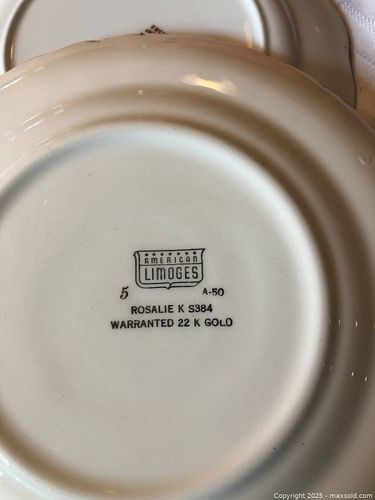 AMERICAN
LIMOGES
5 A-50
ROSALIE K S384
WARRANTED 22 K GOLD
Copyright 2025 - maxsold.com